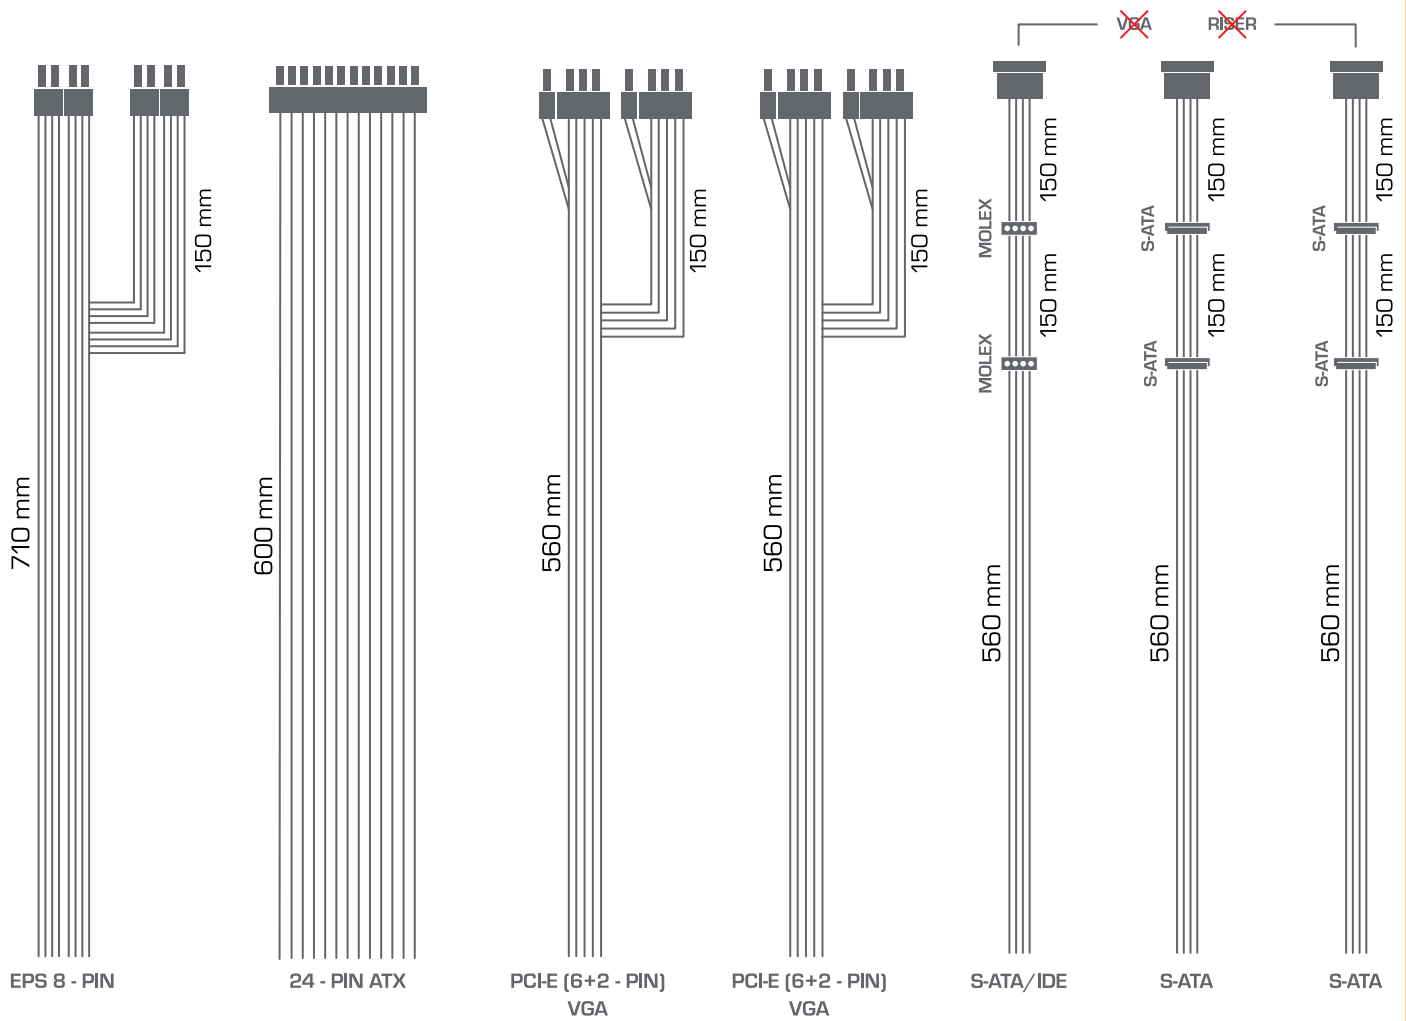 VGA RISER
150 mm 150 mm 150 mm
150 mm 150 mm 150 mm
MOLEX S-ATA S-ATA
150 mm 150 mm 150 mm
MOLEX S-ATA S-ATA
710 mm 600 mm 560 mm 560 mm
560 mm 560 mm 560 mm
EPS 8 - PIN
24 - PIN ATX
PCI-E (6+2 - PIN)
VGA
PCI-E (6+2 - PIN)
VGA
S-ATA/IDE
S-ATA
S-ATA